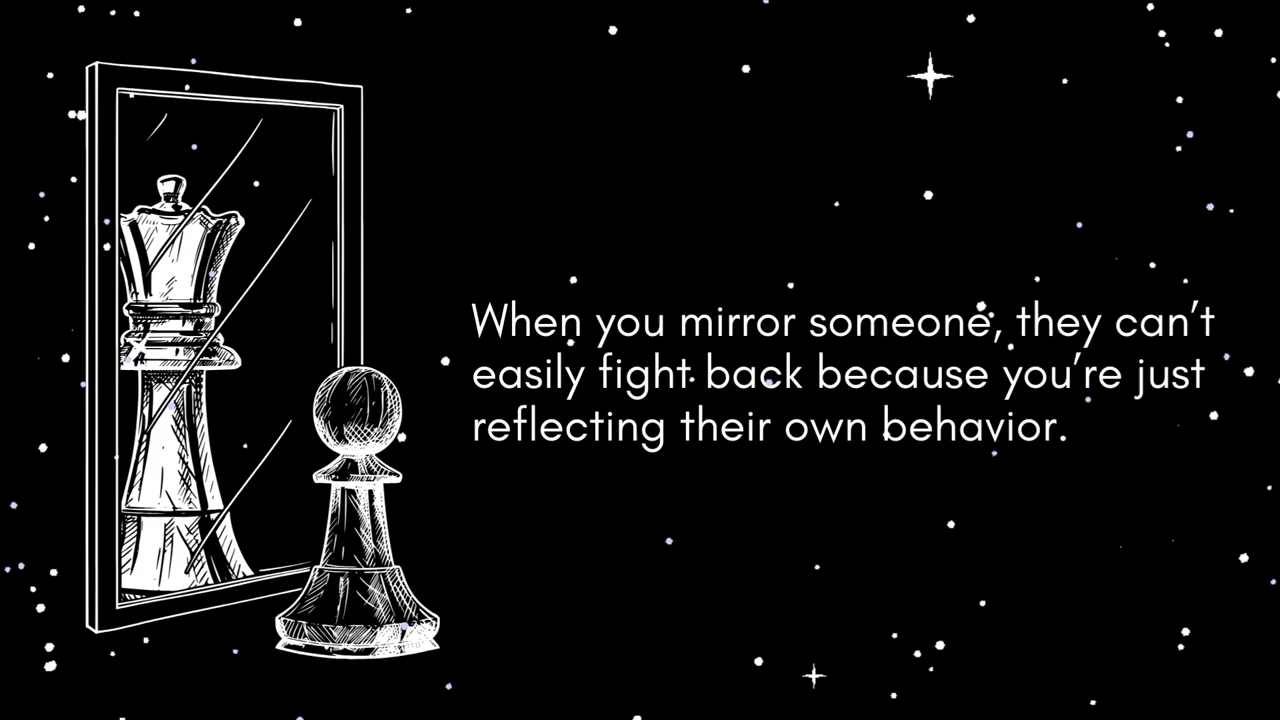 When you mirror someone, they can’t
easily fight back because you’re just
reflecting their own behavior.